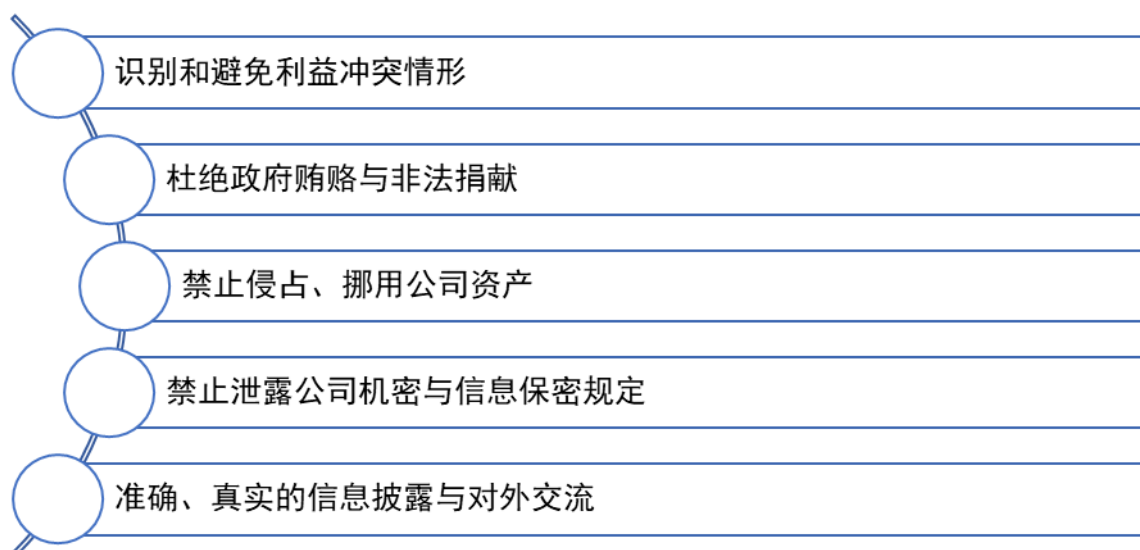 识别和避免利益冲突情形
杜绝政府贿赂与非法捐献
禁止侵占、挪用公司资产
禁止泄露公司机密与信息保密规定
准确、真实的信息披露与对外交流